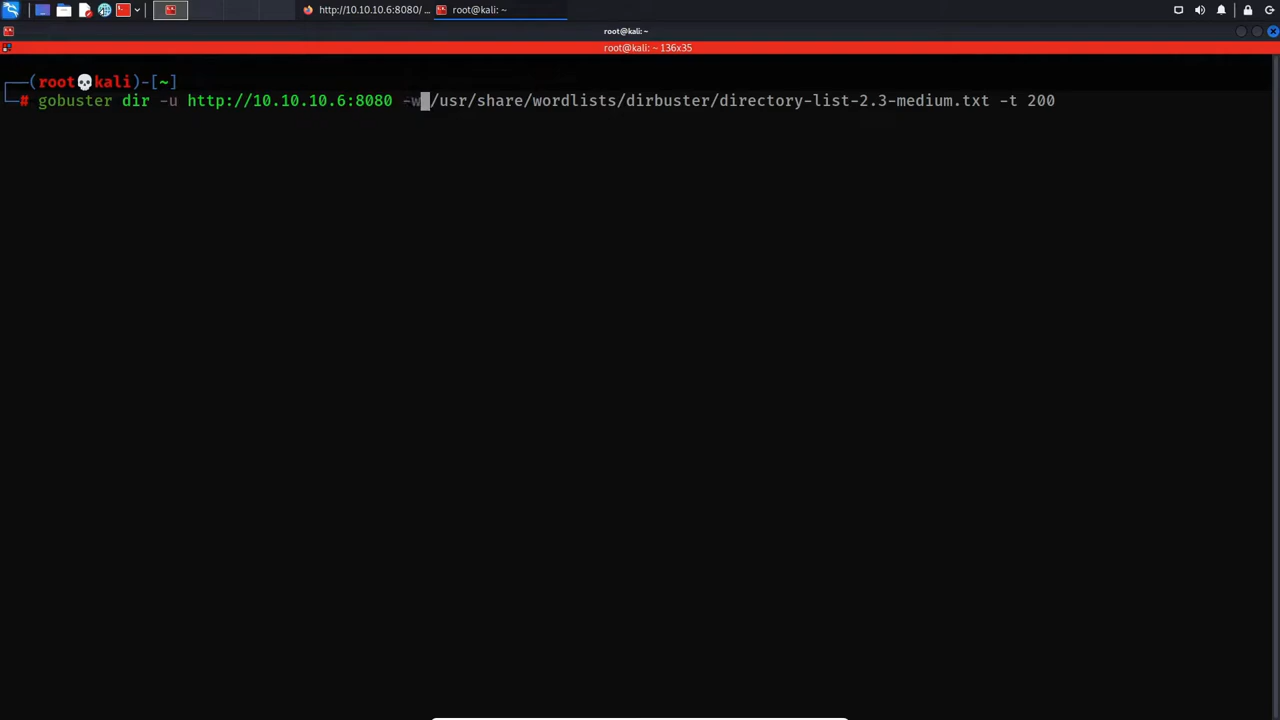 http://10.10.10.6:8080/ ...
root@kali: ~
root@kali: ~
root@kali: ~ 136x35
(root💀kali)-[~]
# gobuster dir -u http://10.10.10.6:8080 -w /usr/share/wordlists/dirbuster/directory-list-2.3-medium.txt -t 200